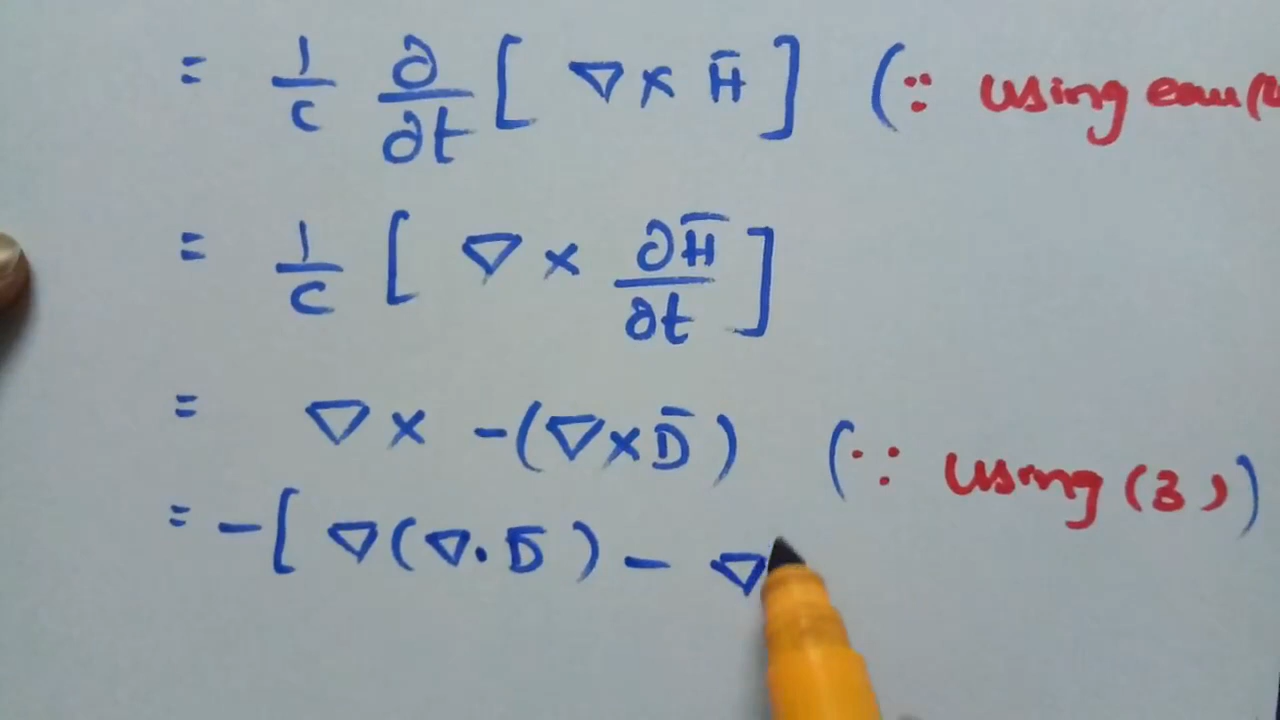 = 1/c ∂/∂t [ ∇ × H̄ ] (∵ using
= 1/c [ ∇ × ∂H̄/∂t ]
= ∇ × -(∇×D̄) (∵ using (3))
= -[ ∇(∇.D̄) - ∇